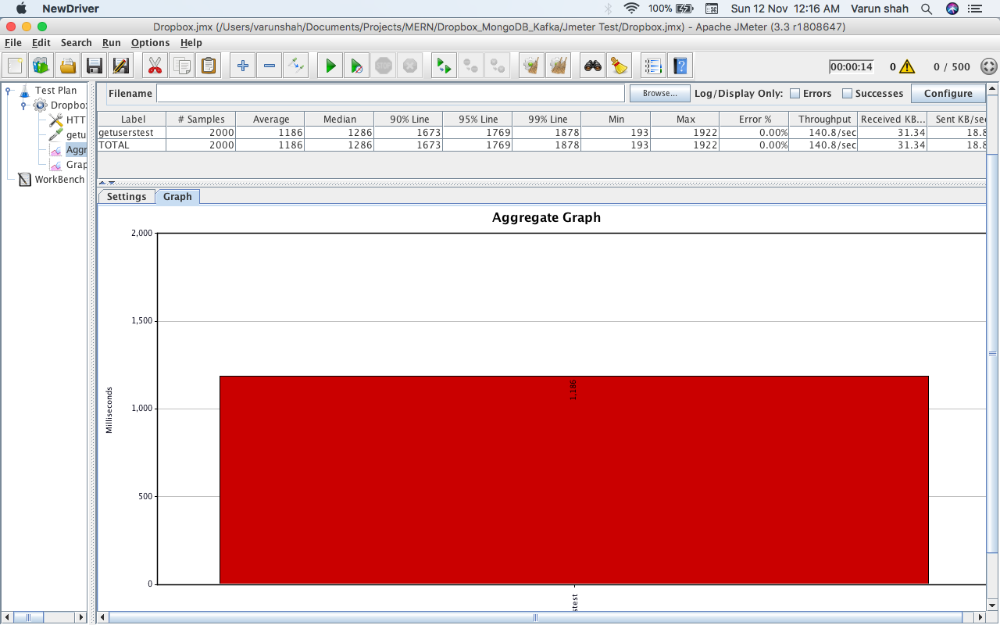 NewDriver 100% Sun 12 Nov 12:16 AM Varun shah
Dropbox.jmx (/Users/varunshah/Documents/Projects/MERN/Dropbox_MongoDB_Kafka/Jmeter Test/Dropbox.jmx) - Apache JMeter (3.3 r1808647)
File Edit Search Run Options Help
00:00:14 0 0 / 500
Test Plan
Dropbo
HTT
getu
Aggr
Grap
WorkBench
Filename Browse... Log/Display Only: Errors Successes Configure
Label # Samples Average Median 90% Line 95% Line 99% Line Min Max Error % Throughput Received KB... Sent KB/sec
getuserstest 2000 1186 1286 1673 1769 1878 193 1922 0.00% 140.8/sec 31.34 18.8
TOTAL 2000 1186 1286 1673 1769 1878 193 1922 0.00% 140.8/sec 31.34 18.8
Settings Graph
Aggregate Graph
2,000
1,500
1,000
500
0
Milliseconds
1.186
stest